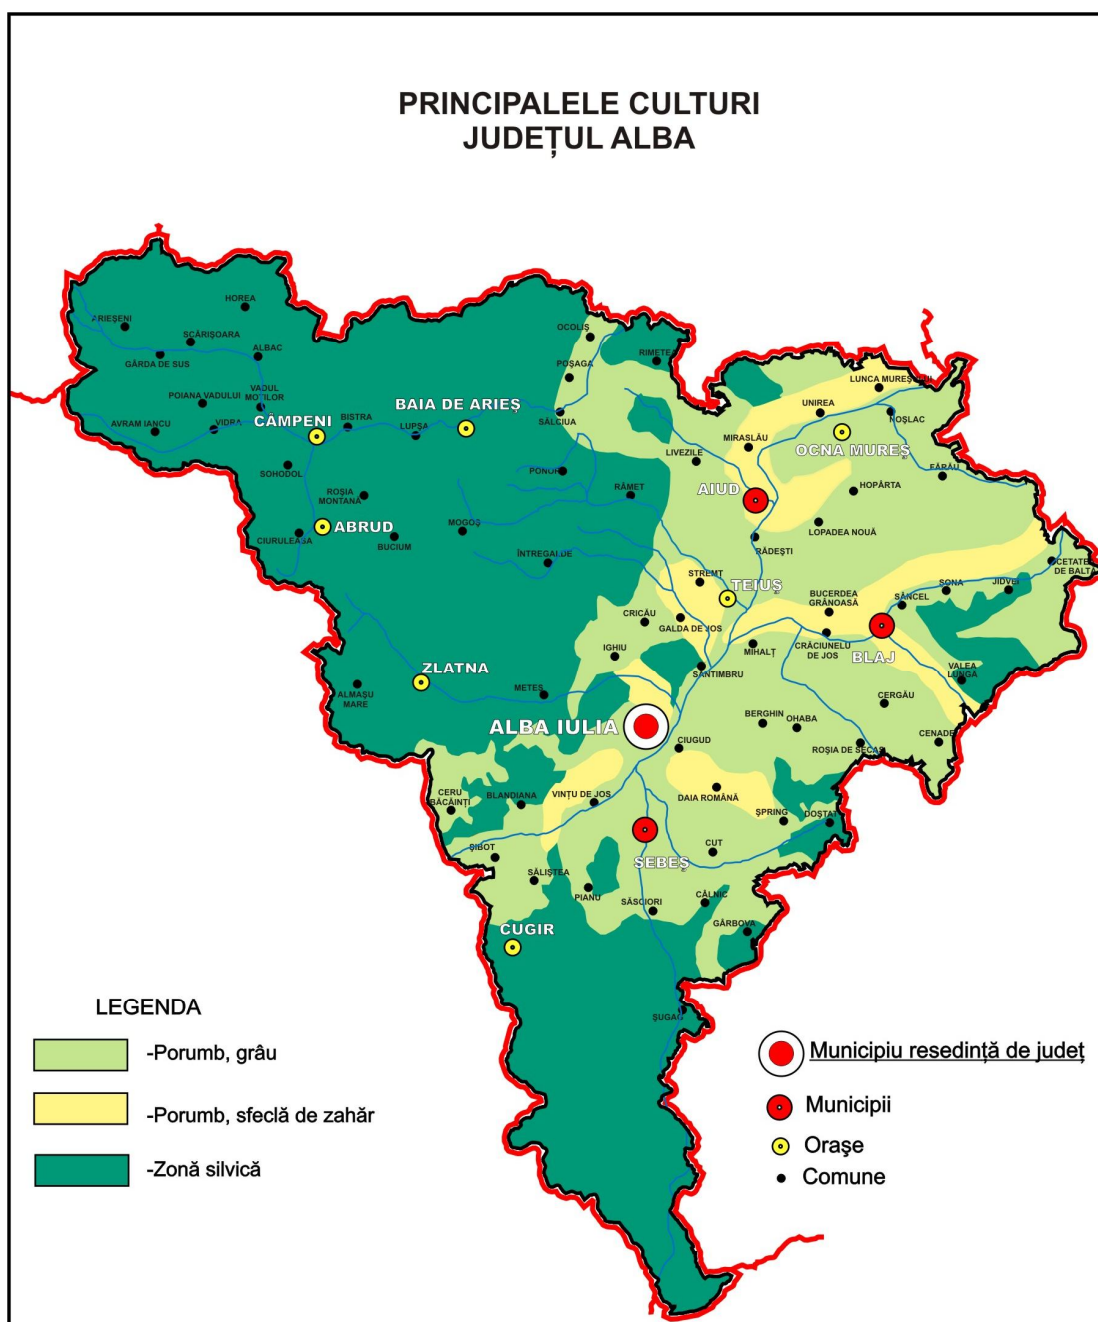 PRINCIPALELE CULTURI
JUDEȚUL ALBA
HOREA
ARIEȘENI
SCĂRIȘOARA
GÂRDA DE SUS
ALBAC
OCOLIȘ
RIMETEA
POȘAGA
POIANA VADULUI
VADUL
MOȚILOR
LUNCA MUREȘULUI
BAIA DE ARIEȘ
UNIREA
NOȘLAC
AVRAM IANCU
VIDRA
CÂMPENI
BISTRA
LUPȘA
SĂLCIUA
MIRASLĂU
OCNA MUREȘ
SOHODOL
PONOR
LIVEZILE
FĂRĂU
ROȘIA
MONTANĂ
RÂMEȚ
AIUD
HOPÂRTA
ABRUD
MOGOȘ
LOPADEA NOUĂ
CIURULEASA
BUCIUM
RĂDEȘTI
ÎNTREGALDE
CETATEA
DE BALTĂ
STREMȚ
TEIUȘ
BUCERDEA
GRÂNOASĂ
SÂNCEL
SONA
JIDVEI
CRICĂU
GALDA DE JOS
CRĂCIUNELU
DE JOS
BLAJ
IGHIU
MIHALȚ
SÂNTIMBRU
VALEA
LUNGĂ
ZLATNA
ALMAȘU
MARE
METEȘ
CERGĂU
ALBA IULIA
BERGHIN
OHABA
CIUGUD
ROȘIA DE SECAȘ
CENADE
CERU
BĂCĂINȚI
BLANDIANA
VINȚU DE JOS
DAIA ROMÂNĂ
ȘPRING
DOȘTAT
ȘIBOT
SEBEȘ
CUT
SĂLIȘTEA
PIANU
SĂSCIORI
CÂLNIC
CUGIR
GÂRBOVA
ȘUGAG
LEGENDA
-Porumb, grâu
-Porumb, sfeclă de zahăr
-Zonă silvică
Municipiu resedință de județ
Municipii
Orașe
Comune